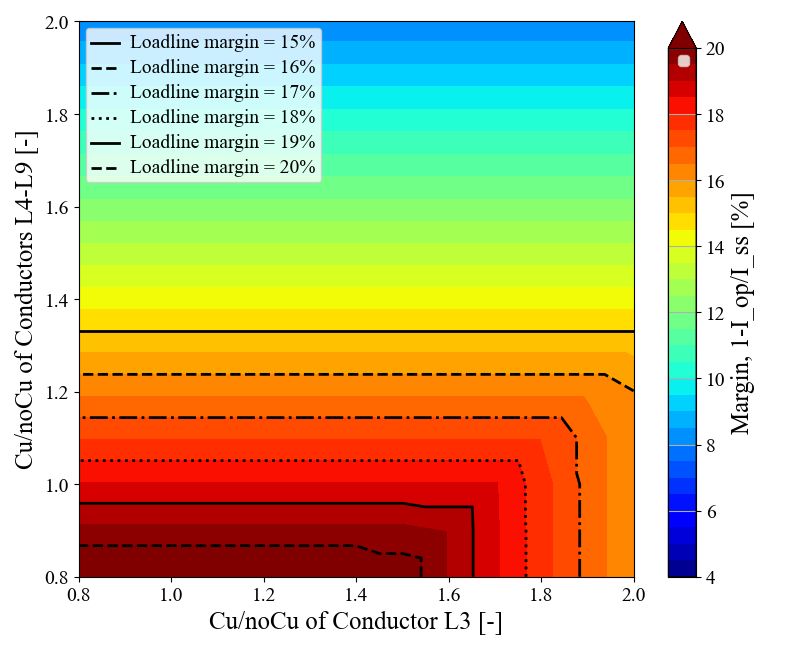 2.0
1.8
1.6
1.4
1.2
1.0
0.8
Cu/noCu of Conductors L4-L9 [-]
Loadline margin = 15%
Loadline margin = 16%
Loadline margin = 17%
Loadline margin = 18%
Loadline margin = 19%
Loadline margin = 20%
0.8 1.0 1.2 1.4 1.6 1.8 2.0
Cu/noCu of Conductor L3 [-]
20
18
16
14
12
10
8
6
4
Margin, 1-I_op/I_ss [%]